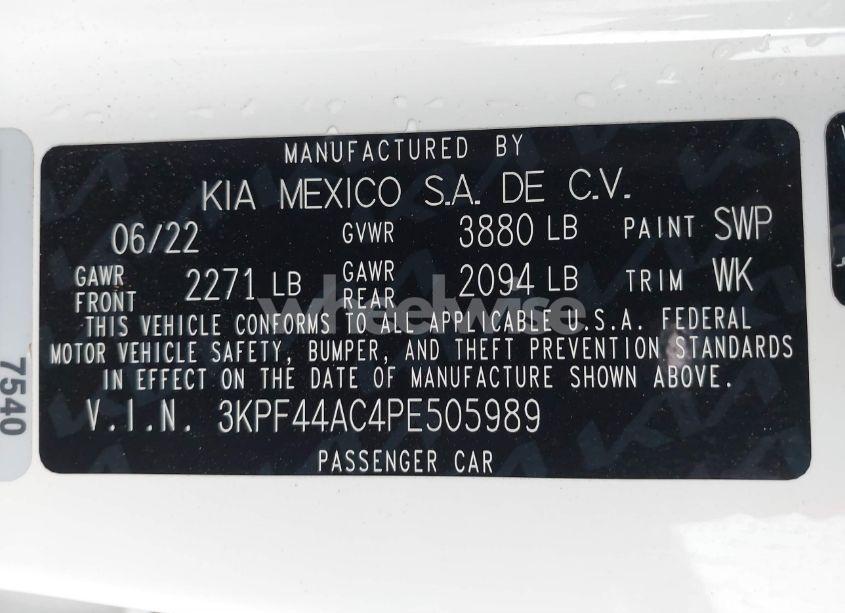 MANUFACTURED BY
KIA MEXICO S.A. DE C.V.
06/22 GVWR 3880 LB PAINT SWP
GAWR FRONT 2271 LB GAWR REAR 2094 LB TRIM WK
wheelwise
THIS VEHICLE CONFORMS TO ALL APPLICABLE U.S.A. FEDERAL
MOTOR VEHICLE SAFETY, BUMPER, AND THEFT PREVENTION STANDARDS
IN EFFECT ON THE DATE OF MANUFACTURE SHOWN ABOVE.
V.I.N. 3KPF44AC4PE505989
PASSENGER CAR
7540